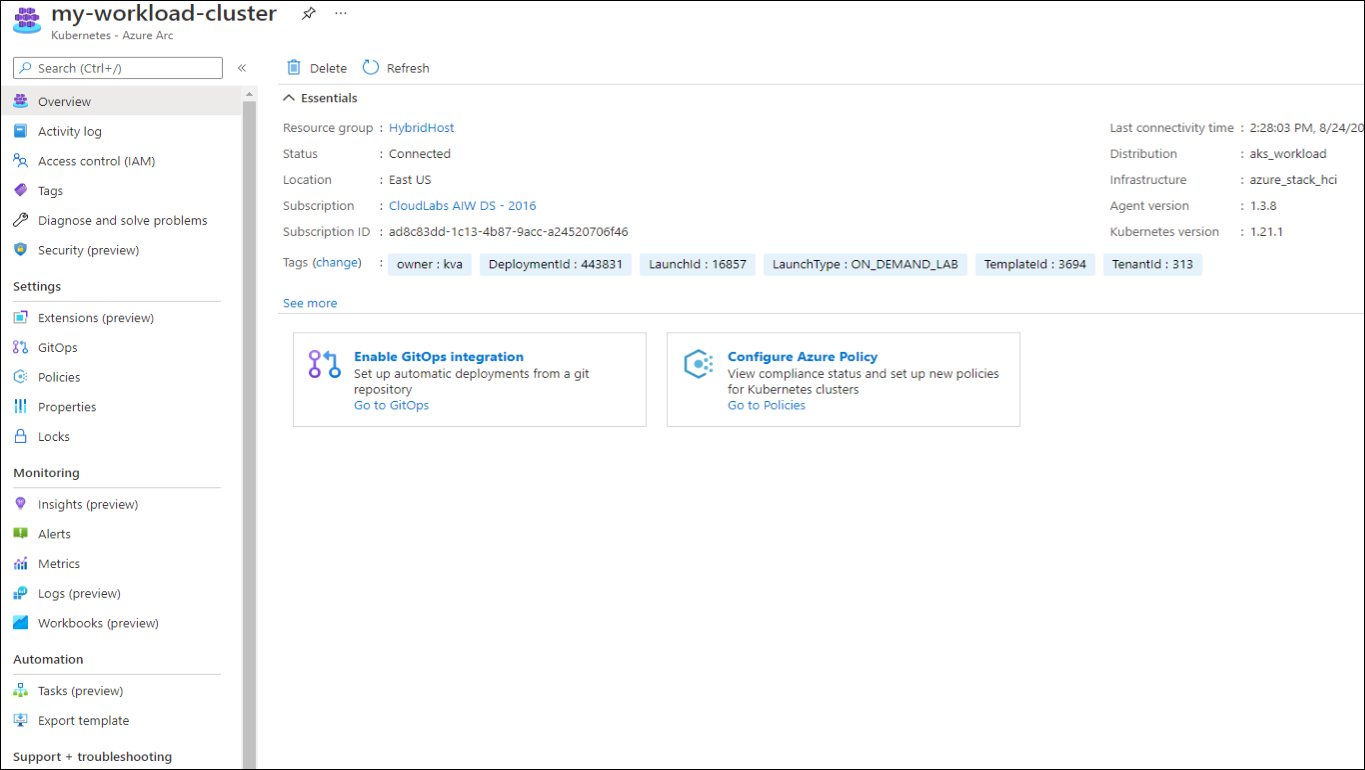 my-workload-cluster ...
Kubernetes - Azure Arc
Search (Ctrl+/) «
Overview
Activity log
Access control (IAM)
Tags
Diagnose and solve problems
Security (preview)
Settings
Extensions (preview)
GitOps
Policies
Properties
Locks
Monitoring
Insights (preview)
Alerts
Metrics
Logs (preview)
Workbooks (preview)
Automation
Tasks (preview)
Export template
Support + troubleshooting
Delete Refresh
Essentials
Resource group : HybridHost
Status : Connected
Location : East US
Subscription : CloudLabs AIW DS - 2016
Subscription ID : ad8c83dd-1c13-4b87-9acc-a24520706f46
Last connectivity time : 2:28:03 PM, 8/24/20
Distribution : aks_workload
Infrastructure : azure_stack_hci
Agent version : 1.3.8
Kubernetes version : 1.21.1
Tags (change) : owner : kva DeploymentId : 443831 LaunchId : 16857 LaunchType : ON_DEMAND_LAB TemplateId : 3694 TenantId : 313
See more
Enable GitOps integration
Set up automatic deployments from a git
repository
Go to GitOps
Configure Azure Policy
View compliance status and set up new policies
for Kubernetes clusters
Go to Policies